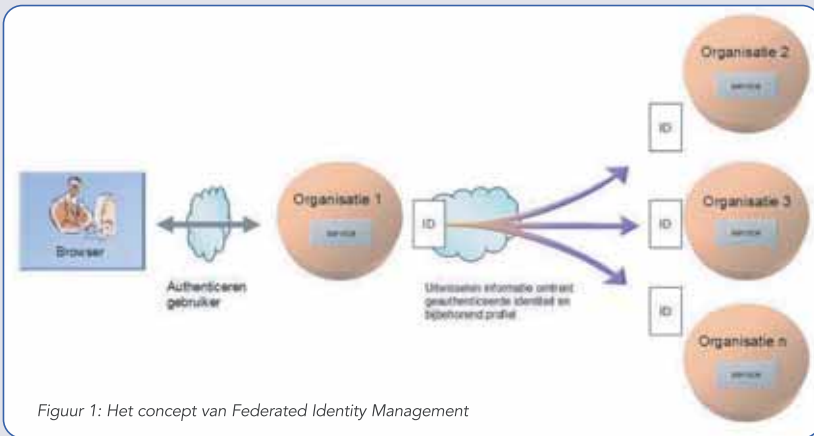 Browser
Authenticeren
gebruiker
Organisatie 1
service
ID
Uitwisselen informatie omtrent
geauthenticeerde identiteit en
bijbehorend profiel
ID
Organisatie 2
service
ID
Organisatie 3
service
ID
Organisatie n
service
Figuur 1: Het concept van Federated Identity Management